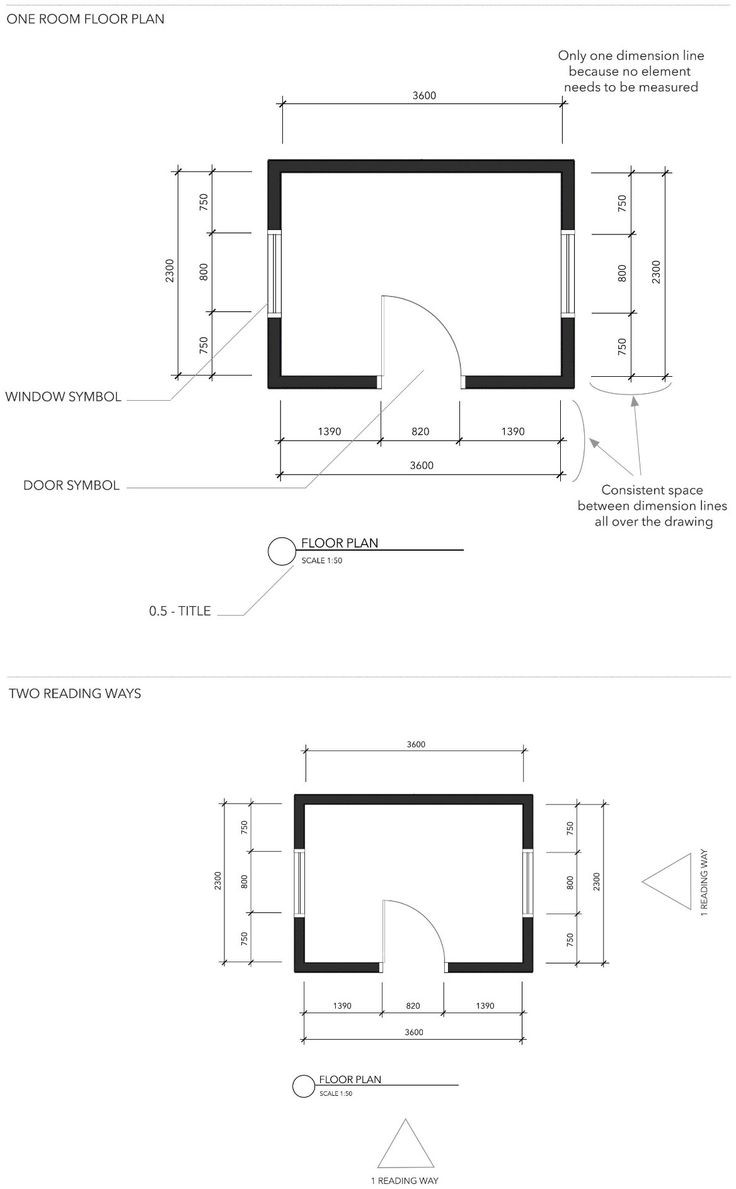 ONE ROOM FLOOR PLAN
Only one dimension line
because no element
needs to be measured
3600
750
800
750
2300
750
800
750
2300
WINDOW SYMBOL
1390
820
1390
3600
DOOR SYMBOL
Consistent space
between dimension lines
all over the drawing
FLOOR PLAN
SCALE 1:50
0.5 - TITLE
TWO READING WAYS
3600
750
800
750
2300
750
800
750
2300
1 READING WAY
1390
820
1390
3600
FLOOR PLAN
SCALE 1:50
1 READING WAY